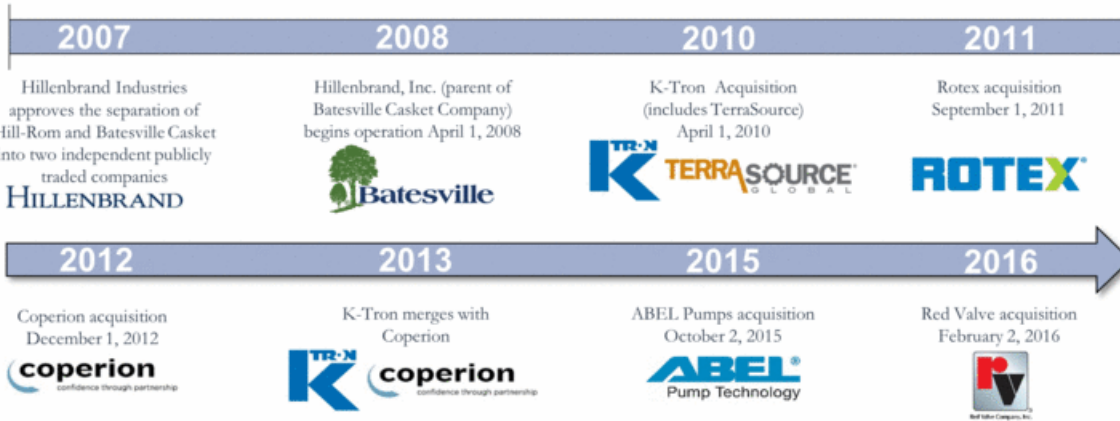 2007
2008
2010
2011
Hillenbrand Industries
approves the separation of
Hill-Rom and Batesville Casket
into two independent publicly
traded companies
HILLENBRAND
Hillenbrand, Inc. (parent of
Batesville Casket Company)
begins operation April 1, 2008
Batesville
K-Tron Acquisition
(includes TerraSource)
April 1, 2010
K-TRON
TERRASOURCE®
GLOBAL
Rotex acquisition
September 1, 2011
ROTEX®
2012
2013
2015
2016
Coperion acquisition
December 1, 2012
coperion
confidence through partnership
K-Tron merges with
Coperion
K-TRON
coperion
confidence through partnership
ABEL Pumps acquisition
October 2, 2015
ABEL®
Pump Technology
Red Valve acquisition
February 2, 2016
rv
Red Valve Company, Inc.